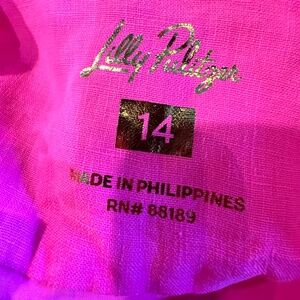 Lilly Pulitzer
14
MADE IN PHILIPPINES
RN# 68189